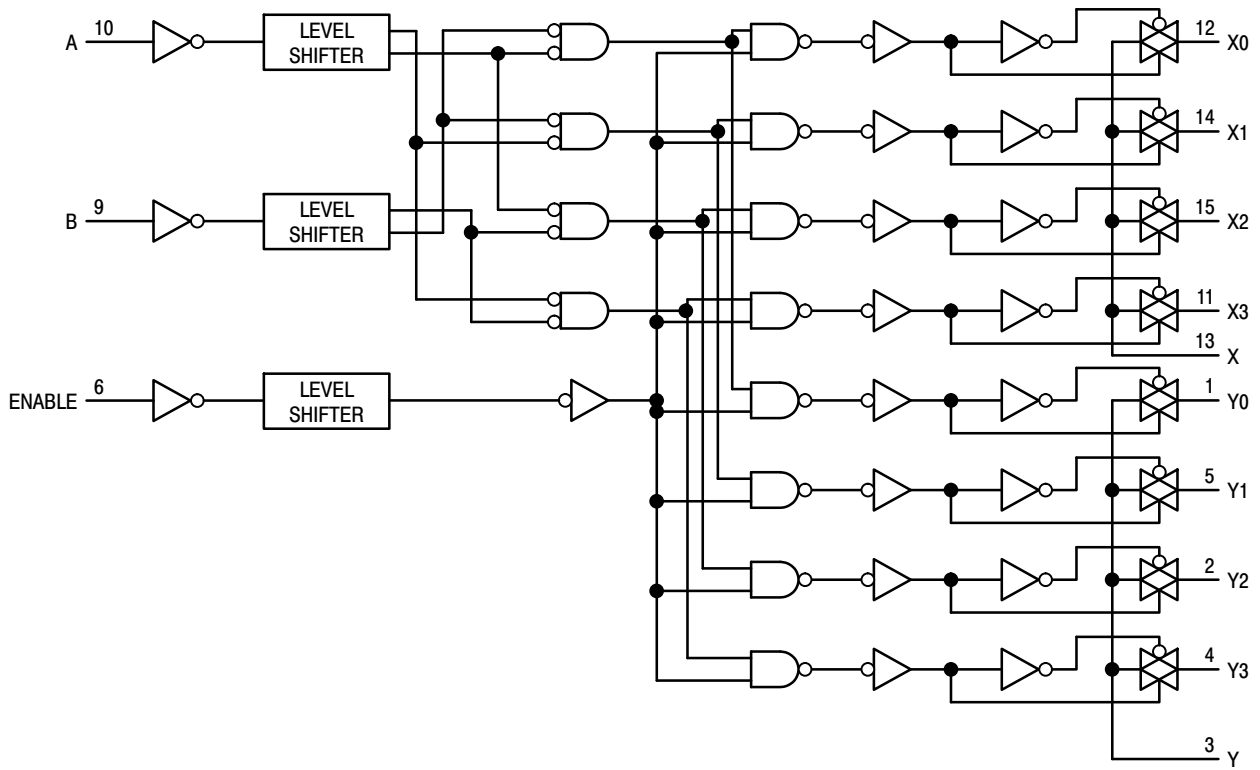 A 10 LEVEL SHIFTER 12 X0
14 X1
B 9 LEVEL SHIFTER 15 X2
11 X3
13 X
ENABLE 6 LEVEL SHIFTER 1 Y0
5 Y1
2 Y2
4 Y3
3 Y